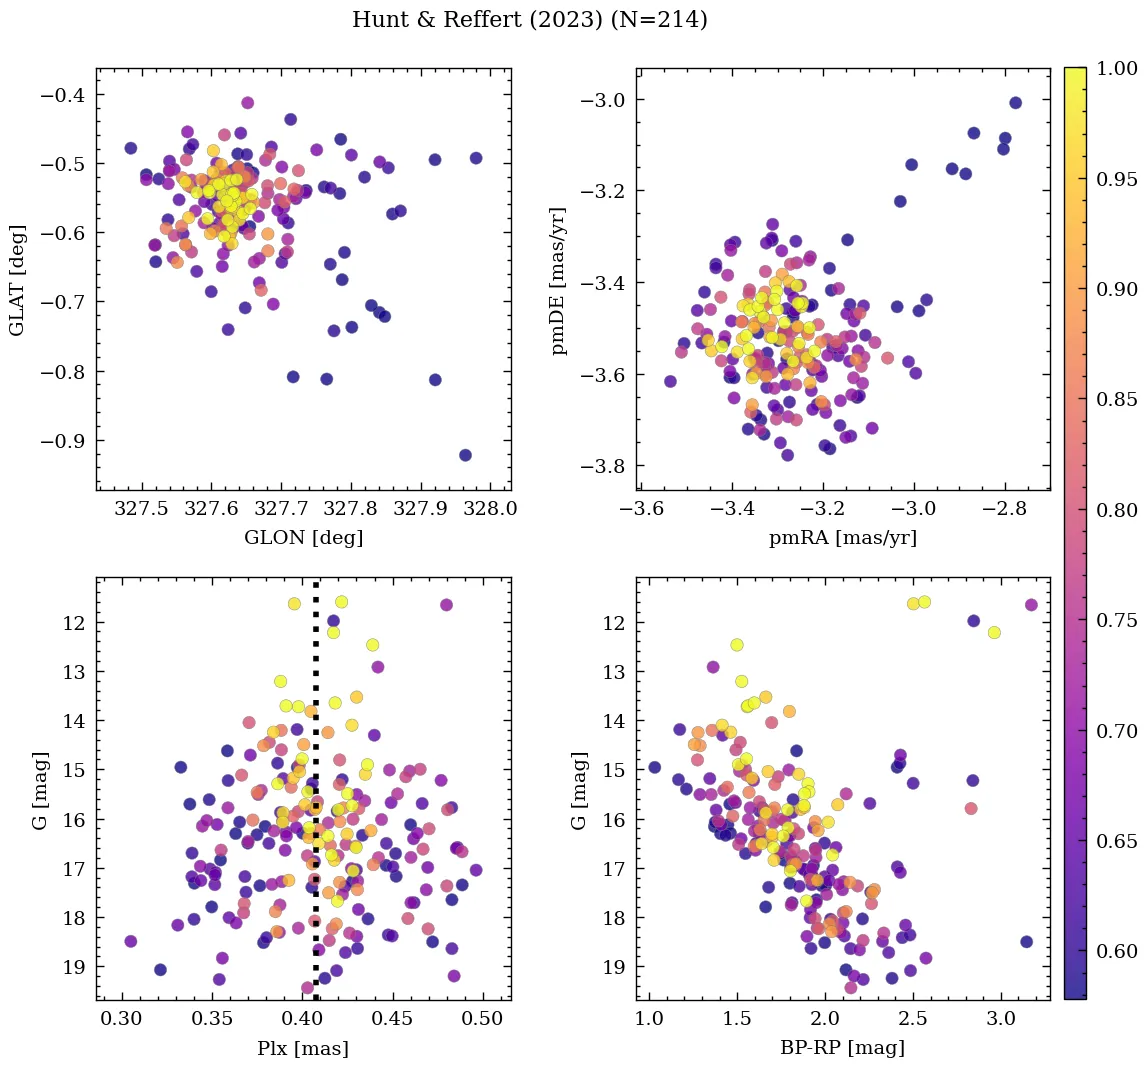 Hunt & Reffert (2023) (N=214)
−0.4
−0.5
−0.6
−0.7
−0.8
−0.9
GLAT [deg]
327.5 327.6 327.7 327.8 327.9 328.0
GLON [deg]
−3.0
−3.2
−3.4
−3.6
−3.8
pmDE [mas/yr]
−3.6 −3.4 −3.2 −3.0 −2.8
pmRA [mas/yr]
12
13
14
15
16
17
18
19
G [mag]
0.30 0.35 0.40 0.45 0.50
Plx [mas]
12
13
14
15
16
17
18
19
G [mag]
1.0 1.5 2.0 2.5 3.0
BP-RP [mag]
1.00
0.95
0.90
0.85
0.80
0.75
0.70
0.65
0.60